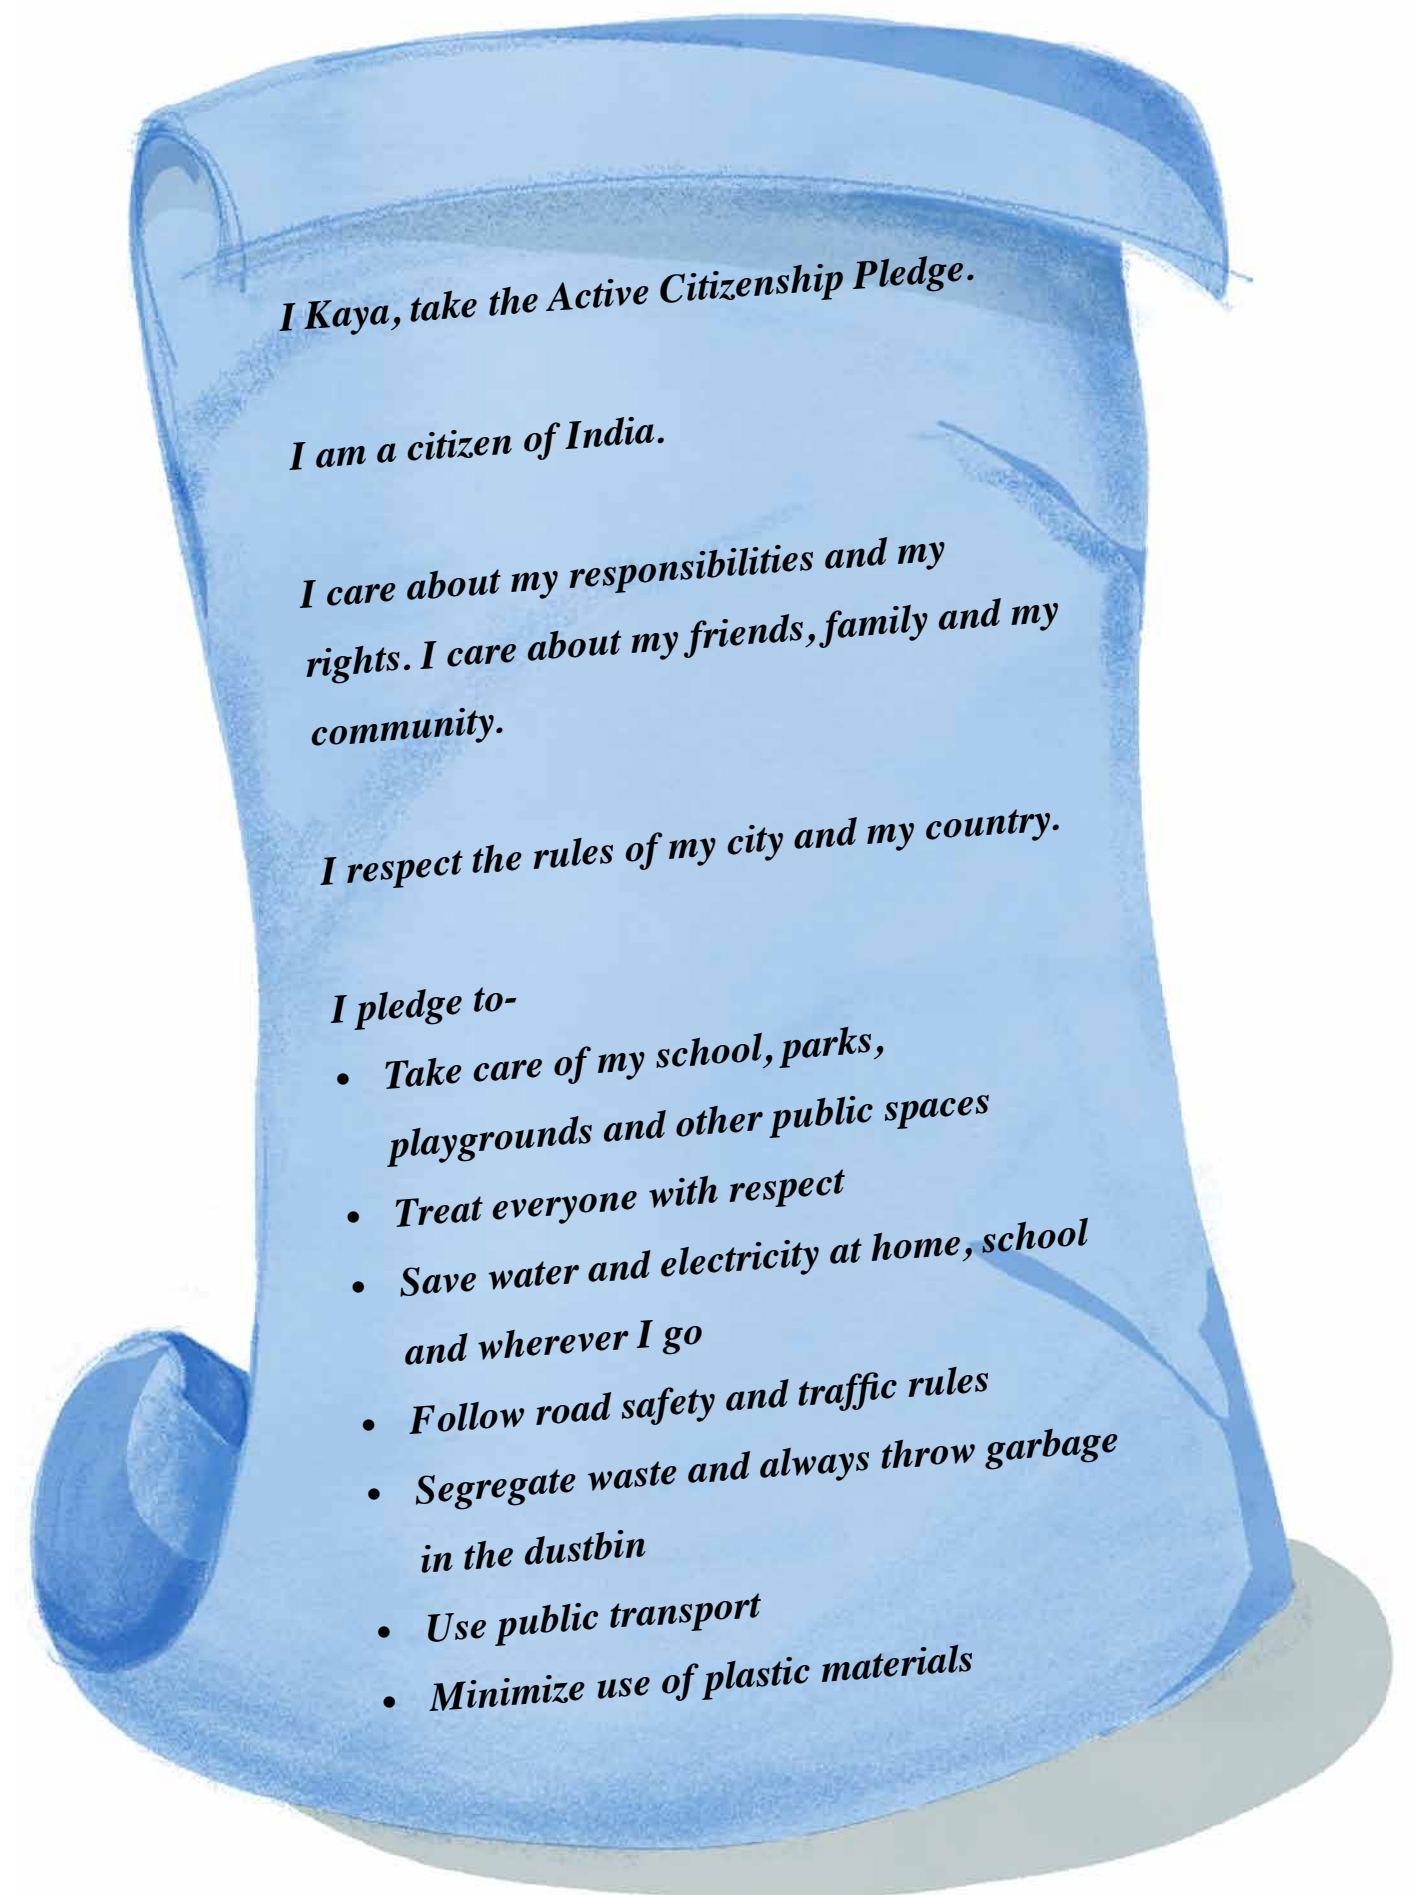 I Kaya, take the Active Citizenship Pledge.
I am a citizen of India.
I care about my responsibilities and my
rights. I care about my friends, family and my
community.
I respect the rules of my city and my country.
I pledge to-
• Take care of my school, parks,
playgrounds and other public spaces
• Treat everyone with respect
• Save water and electricity at home, school
and wherever I go
• Follow road safety and traffic rules
• Segregate waste and always throw garbage
in the dustbin
• Use public transport
• Minimize use of plastic materials